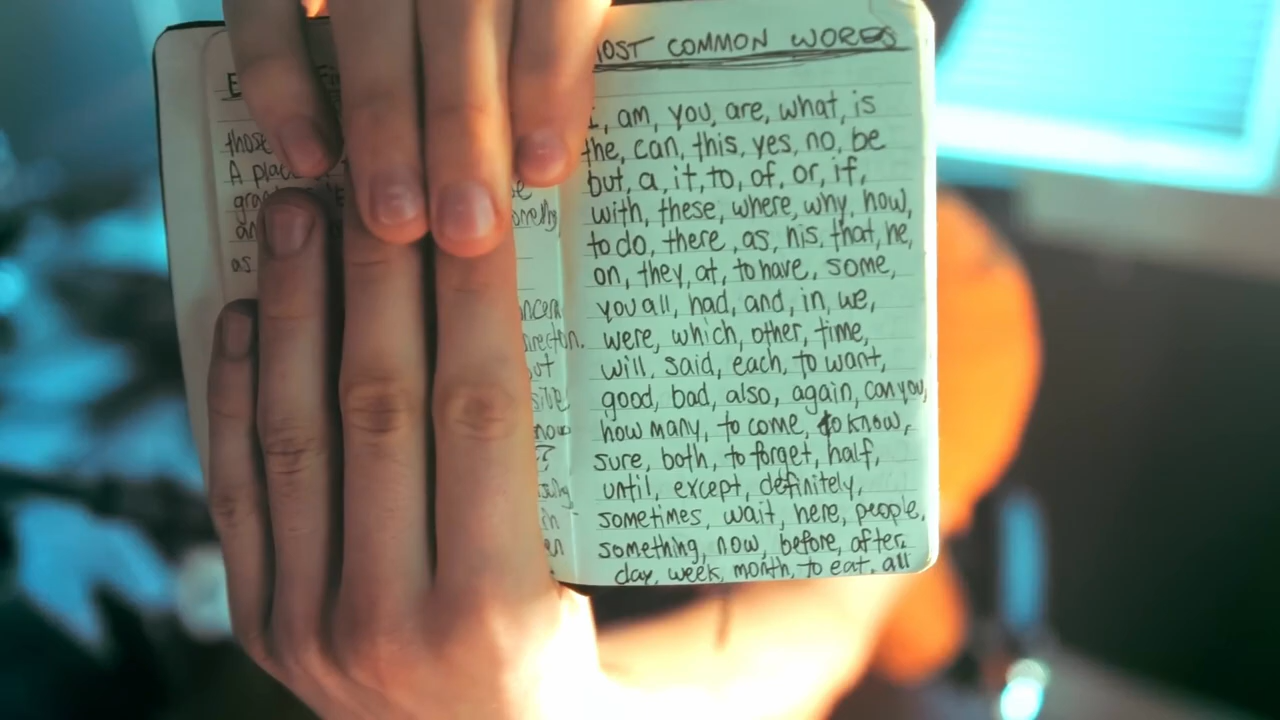 those
A
as
MOST COMMON WORDS
I, am, you, are, what, is
the, can, this, yes, no, be
but, a, it, to, of, or, if,
with, these, where, why, how,
to do, there, as, his, that, he,
on, they, at, to have, some,
you all, had, and, in, we,
were, which, other, time,
will, said, each, to want,
good, bad, also, again, can you,
how many, to come, to know,
sure, both, to forget, half,
until, except, definitely,
sometimes, wait, here, people,
something, now, before, after,
day, week, month, to eat, all